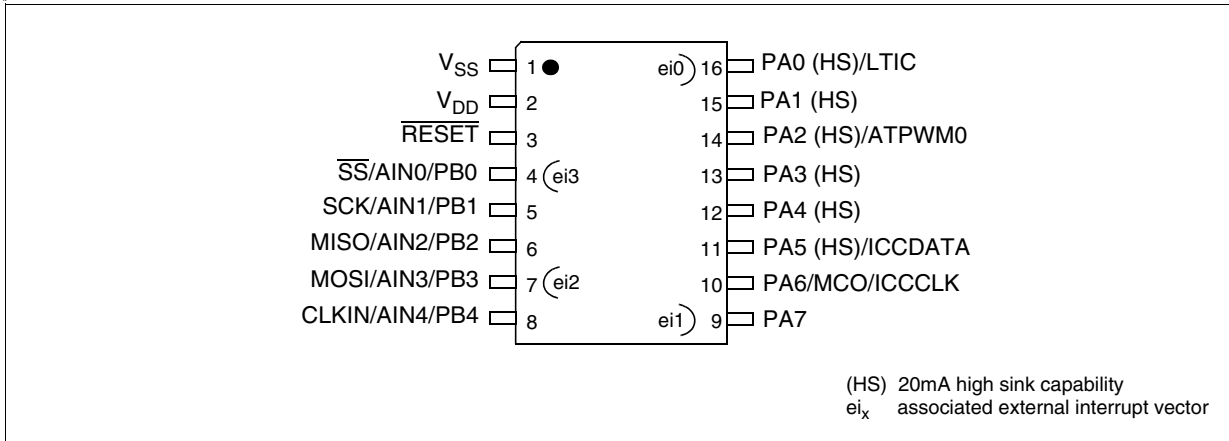 V_SS 1 ei0 16 PA0 (HS)/LTIC
V_DD 2 15 PA1 (HS)
RESET 3 14 PA2 (HS)/ATPWM0
SS/AIN0/PB0 4 ei3 13 PA3 (HS)
SCK/AIN1/PB1 5 12 PA4 (HS)
MISO/AIN2/PB2 6 11 PA5 (HS)/ICCDATA
MOSI/AIN3/PB3 7 ei2 10 PA6/MCO/ICCCLK
CLKIN/AIN4/PB4 8 ei1 9 PA7
(HS) 20mA high sink capability
ei_x associated external interrupt vector